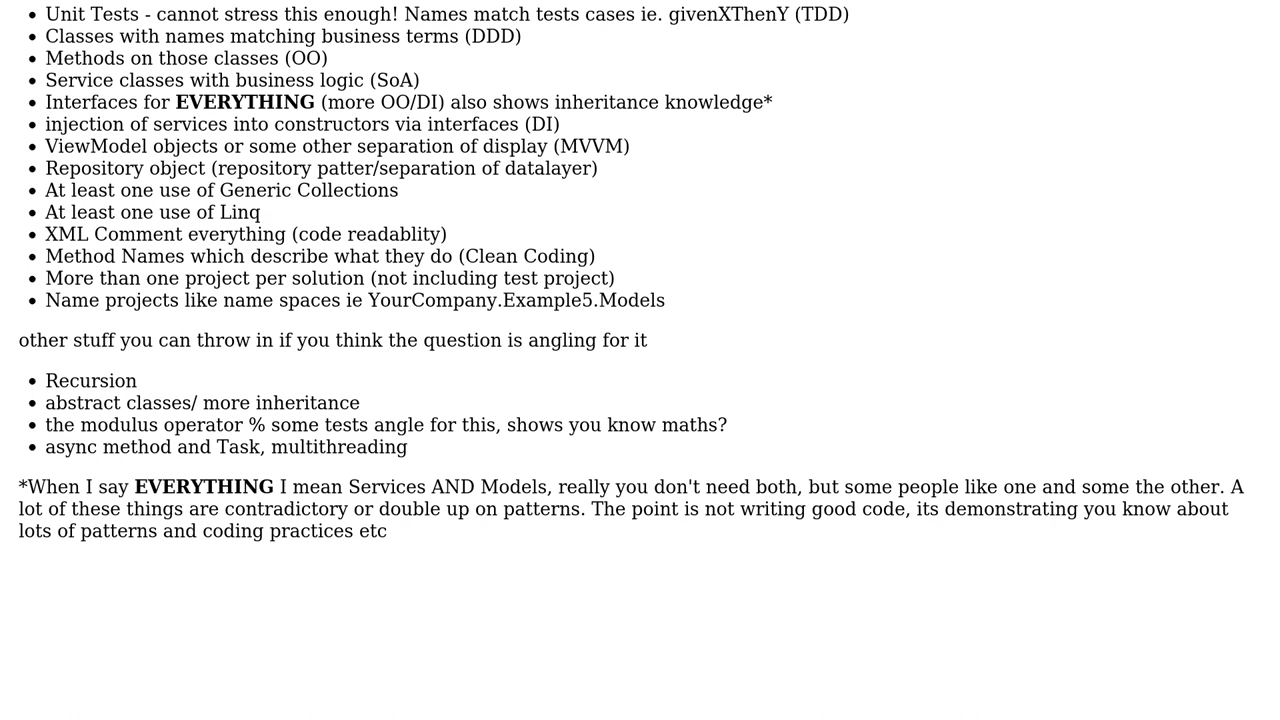 • Unit Tests - cannot stress this enough! Names match tests cases ie. givenXThenY (TDD)
• Classes with names matching business terms (DDD)
• Methods on those classes (OO)
• Service classes with business logic (SoA)
• Interfaces for EVERYTHING (more OO/DI) also shows inheritance knowledge*
• injection of services into constructors via interfaces (DI)
• ViewModel objects or some other separation of display (MVVM)
• Repository object (repository patter/separation of datalayer)
• At least one use of Generic Collections
• At least one use of Linq
• XML Comment everything (code readablity)
• Method Names which describe what they do (Clean Coding)
• More than one project per solution (not including test project)
• Name projects like name spaces ie YourCompany.Example5.Models
other stuff you can throw in if you think the question is angling for it
• Recursion
• abstract classes/ more inheritance
• the modulus operator % some tests angle for this, shows you know maths?
• async method and Task, multithreading
*When I say EVERYTHING I mean Services AND Models, really you don't need both, but some people like one and some the other. A
lot of these things are contradictory or double up on patterns. The point is not writing good code, its demonstrating you know about
lots of patterns and coding practices etc